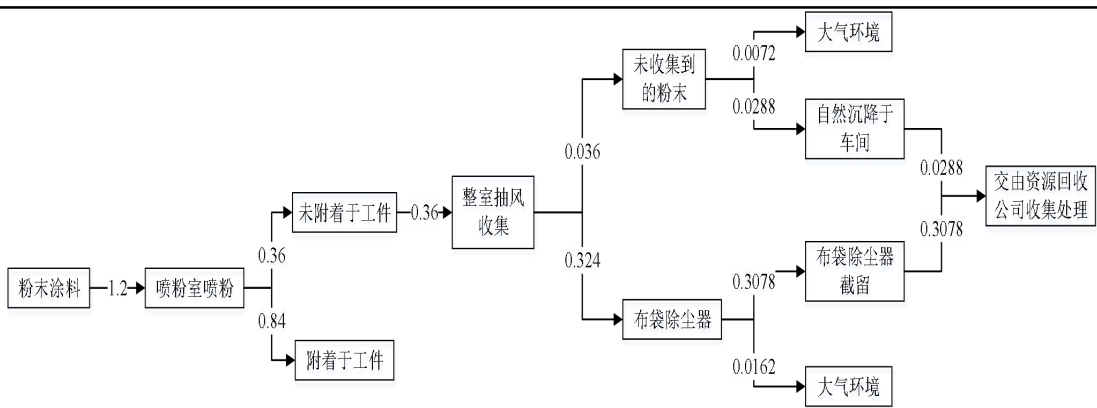 粉末涂料
1.2
喷粉室喷粉
0.36
0.84
未附着于工件
附着于工件
0.36
整室抽风
收集
0.036
0.324
未收集到
的粉末
布袋除尘器
0.0072
0.0288
大气环境
自然沉降于
车间
0.3078
0.0162
布袋除尘器
截留
大气环境
0.0288
0.3078
交由资源回收
公司收集处理